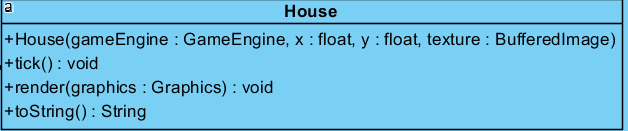 a
House
+House(gameEngine : GameEngine, x : float, y : float, texture : BufferedImage)
+tick() : void
+render(graphics : Graphics) : void
+toString() : String